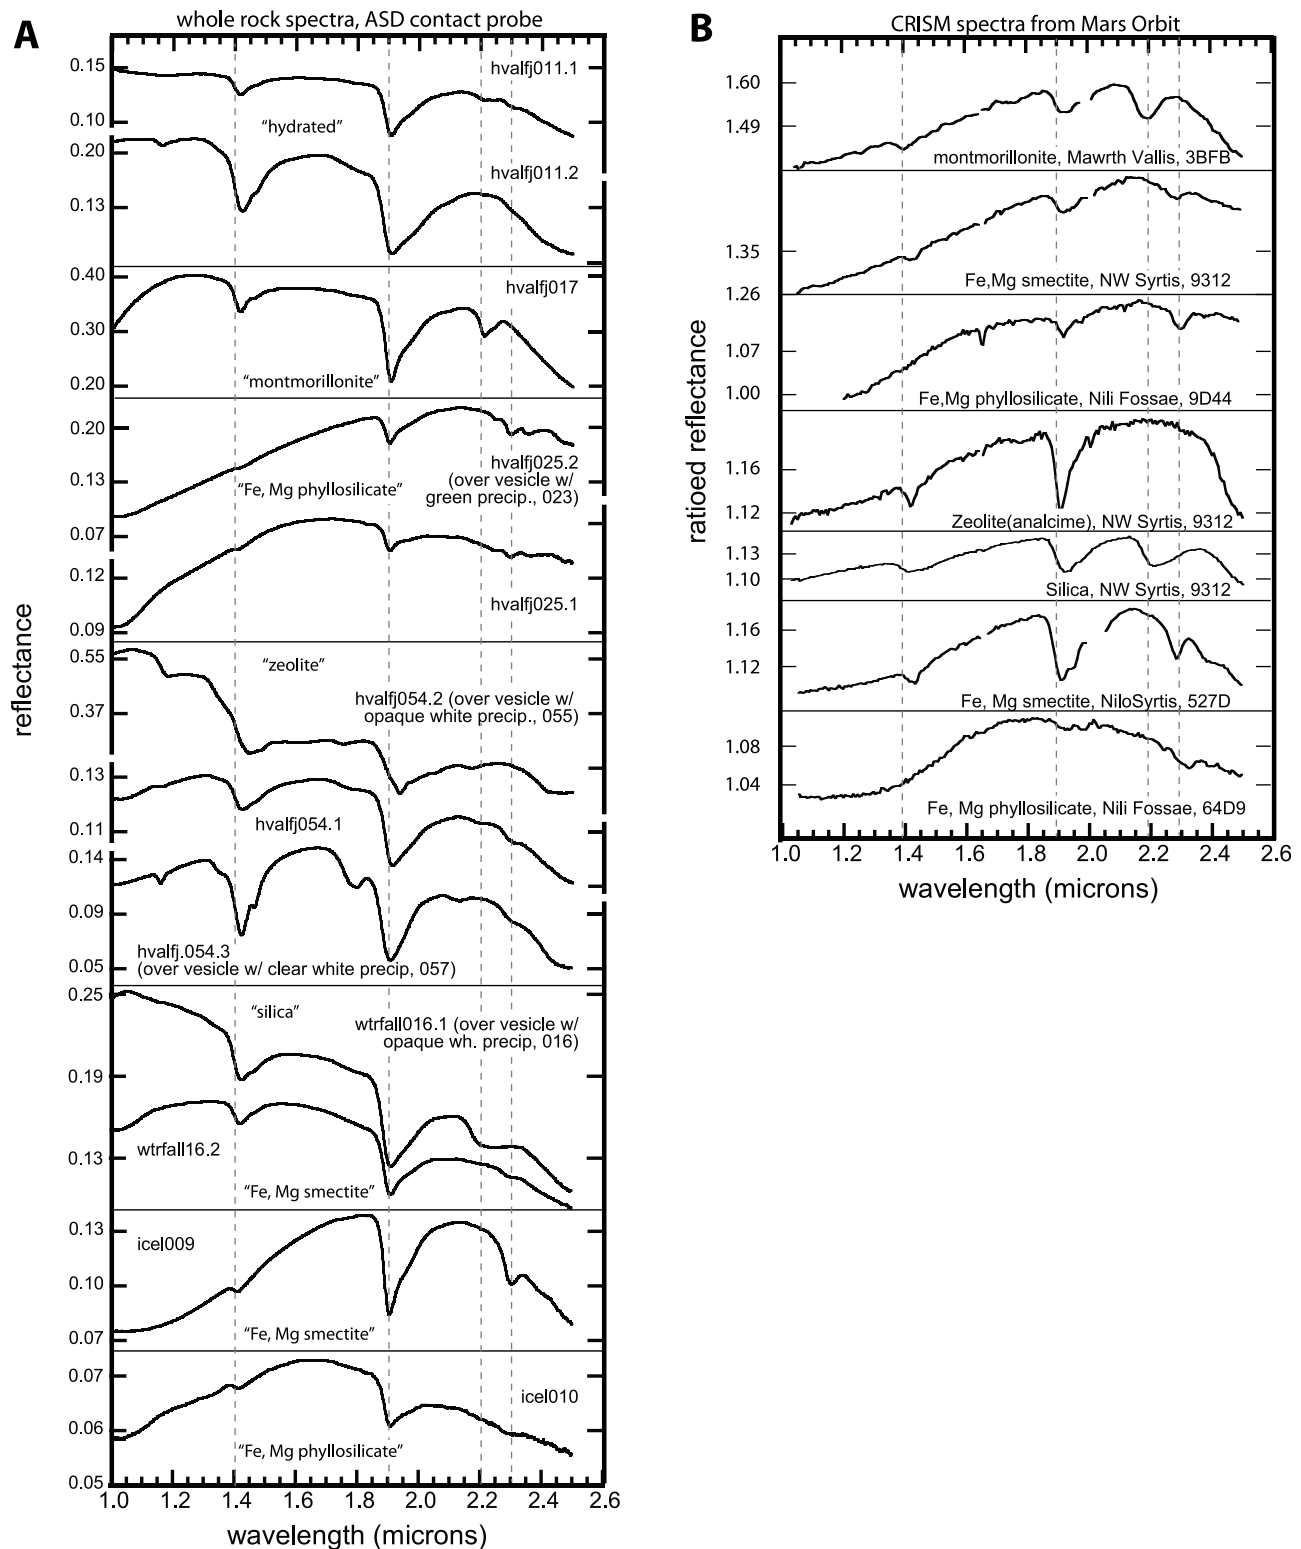 A
whole rock spectra, ASD contact probe
0.15
hvalfj011.1
0.10
"hydrated"
0.20
hvalfj011.2
0.13
0.40
hvalfj017
0.30
0.20
"montmorillonite"
0.20
hvalfj025.2
(over vesicle w/
green precip., 023)
0.13
"Fe, Mg phyllosilicate"
0.07
0.12
hvalfj025.1
0.09
0.55
"zeolite"
hvalfj054.2 (over vesicle w/
opaque white precip., 055)
0.37
0.13
hvalfj054.1
0.11
0.14
0.09
hvalfj.054.3
(over vesicle w/ clear white precip, 057)
0.05
0.25
"silica"
wtrfall016.1 (over vesicle w/
opaque wh. precip, 016)
0.19
wtrfall16.2
0.13
"Fe, Mg smectite"
0.13
icel009
0.10
0.07
"Fe, Mg smectite"
0.07
icel010
0.06
"Fe, Mg phyllosilicate"
0.05
1.0 1.2 1.4 1.6 1.8 2.0 2.2 2.4 2.6
wavelength (microns)
reflectance
B
CRISM spectra from Mars Orbit
1.60
1.49
montmorillonite, Mawrth Vallis, 3BFB
1.35
Fe,Mg smectite, NW Syrtis, 9312
1.26
1.07
1.00
Fe,Mg phyllosilicate, Nili Fossae, 9D44
1.16
1.12
Zeolite(analcime), NW Syrtis, 9312
1.13
1.10
Silica, NW Syrtis, 9312
1.16
1.12
Fe, Mg smectite, NiloSyrtis, 527D
1.08
1.04
Fe, Mg phyllosilicate, Nili Fossae, 64D9
1.0 1.2 1.4 1.6 1.8 2.0 2.2 2.4 2.6
wavelength (microns)
ratioed reflectance